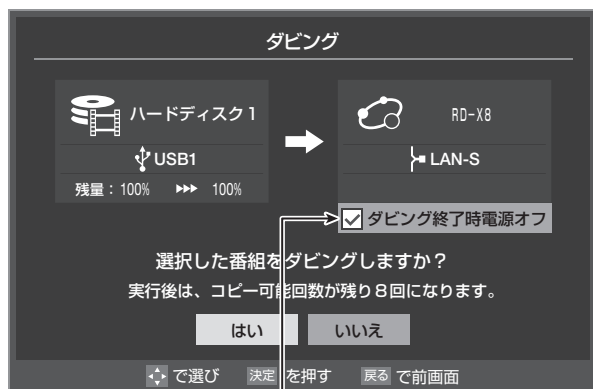 ダビング
ハードディスク1
RD-X8
USB1
LAN-S
残量：100% ▶▶▶ 100%
ダビング終了時電源オフ
選択した番組をダビングしますか？
実行後は、コピー可能回数が残り８回になります。
はい いいえ
で選び 決定 を押す 戻る で前画面